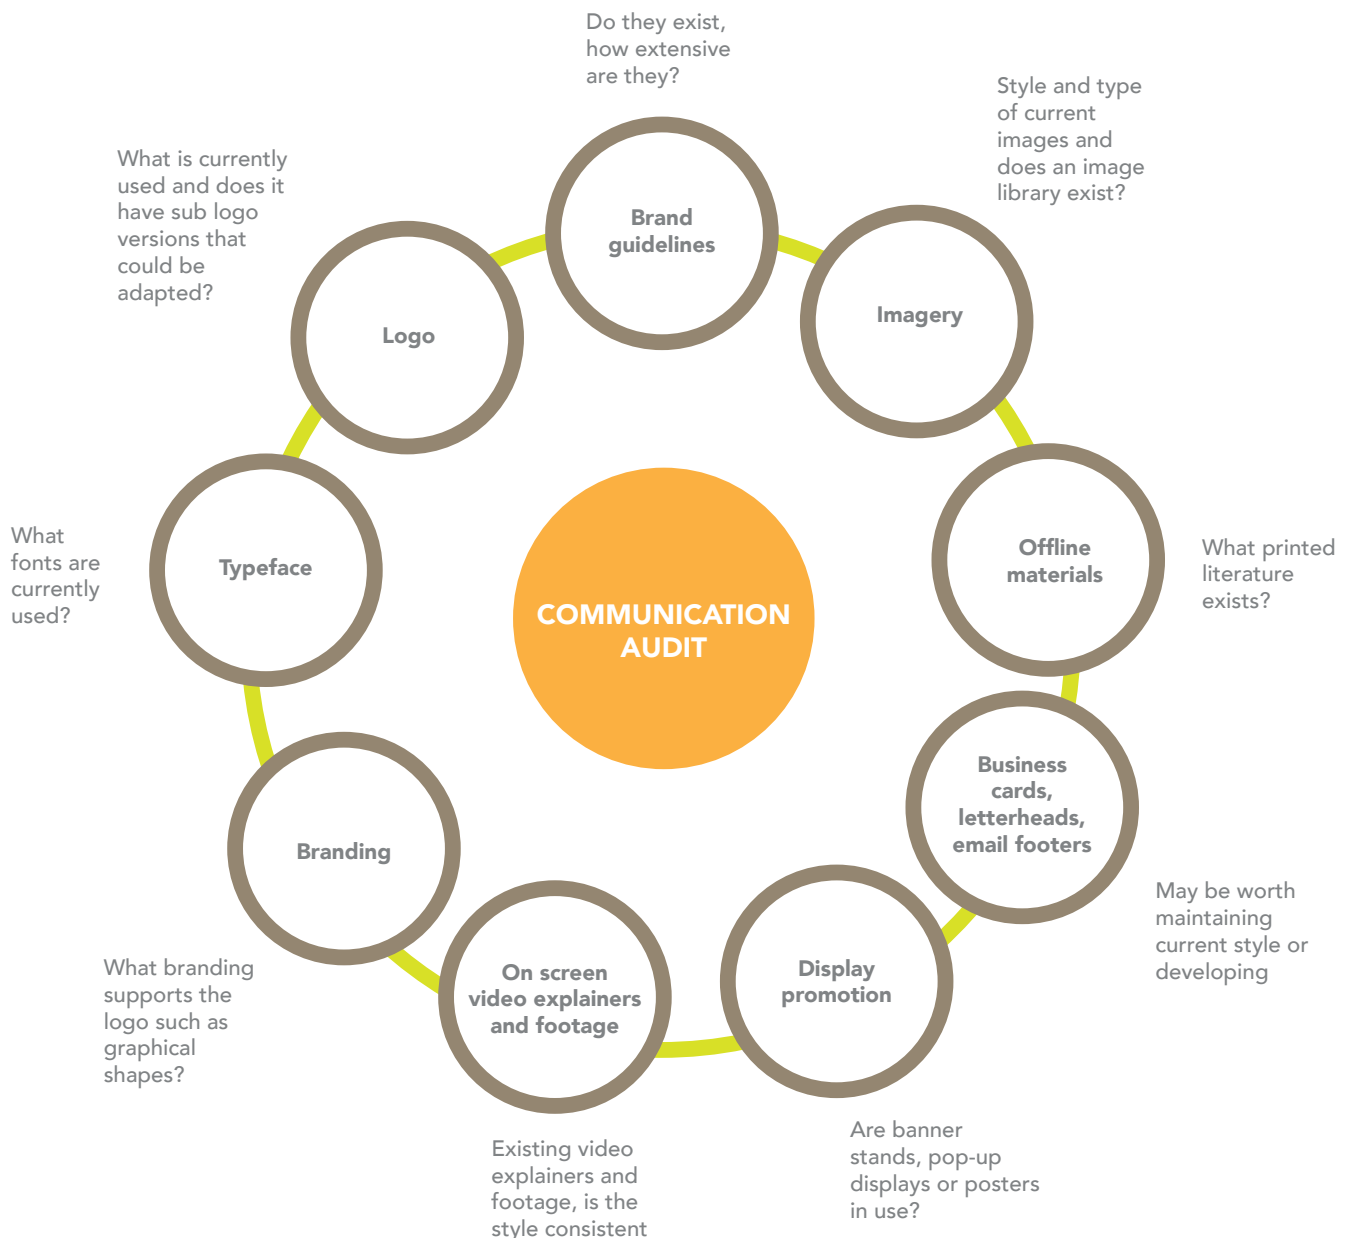 Do they exist,
how extensive
are they?
Brand
guidelines
Style and type
of current
images and
does an image
library exist?
Imagery
Offline
materials
What printed
literature
exists?
Business
cards,
letterheads,
email footers
May be worth
maintaining
current style or
developing
Display
promotion
Are banner
stands, pop-up
displays or posters
in use?
On screen
video explainers
and footage
Existing video
explainers and
footage, is the
style consistent
Branding
What branding
supports the
logo such as
graphical
shapes?
Typeface
What
fonts are
currently
used?
Logo
What is currently
used and does it
have sub logo
versions that
could be
adapted?
COMMUNICATION
AUDIT